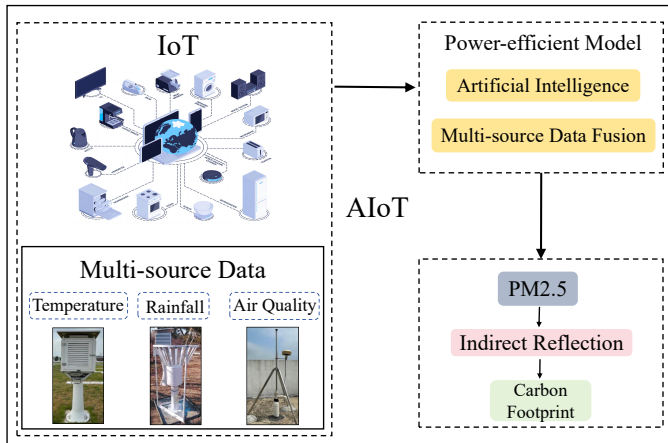 IoT
Multi-source Data
Temperature
Rainfall
Air Quality
AIoT
Power-efficient Model
Artificial Intelligence
Multi-source Data Fusion
PM2.5
Indirect Reflection
Carbon
Footprint